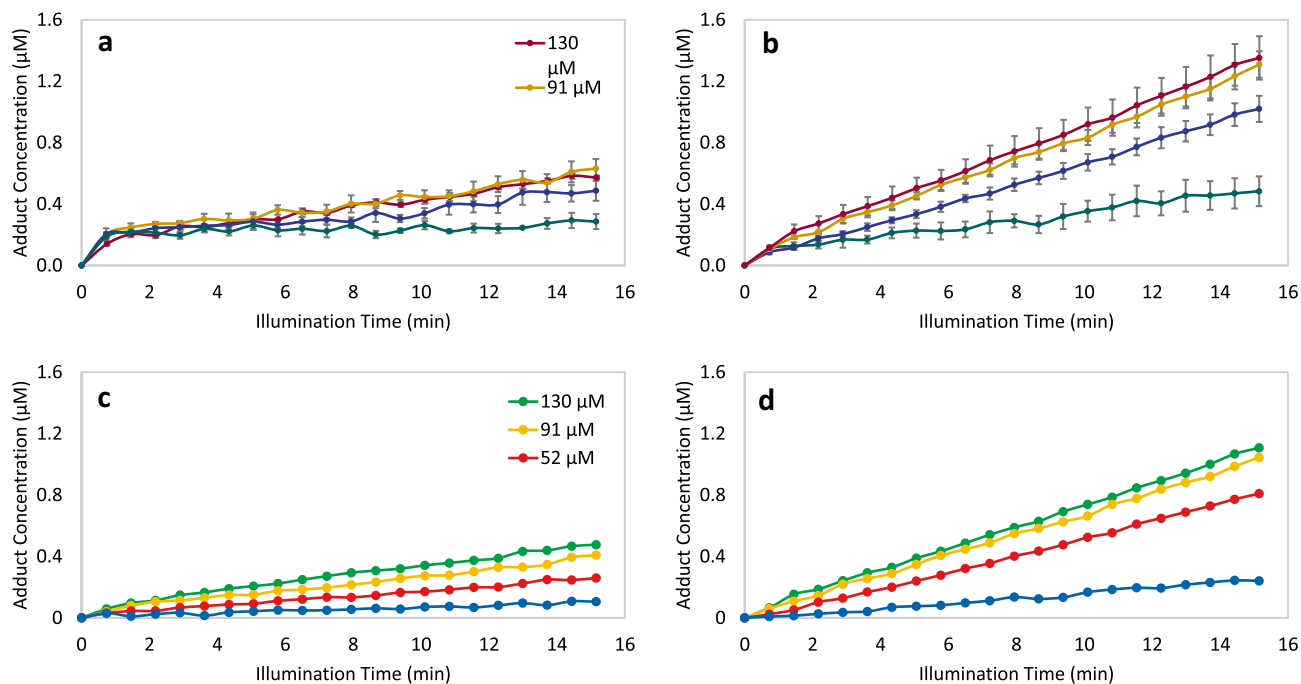 a
130
µM
91 µM
1.6
1.2
0.8
0.4
0.0
Adduct Concentration (µM)
0 2 4 6 8 10 12 14 16
Illumination Time (min)
b
1.6
1.2
0.8
0.4
0.0
Adduct Concentration (µM)
0 2 4 6 8 10 12 14 16
Illumination Time (min)
c
130 µM
91 µM
52 µM
1.6
1.2
0.8
0.4
0
Adduct Concentration (µM)
0 2 4 6 8 10 12 14 16
Illumination Time (min)
d
1.6
1.2
0.8
0.4
0
Adduct Concentration (µM)
0 2 4 6 8 10 12 14 16
Illumination Time (min)